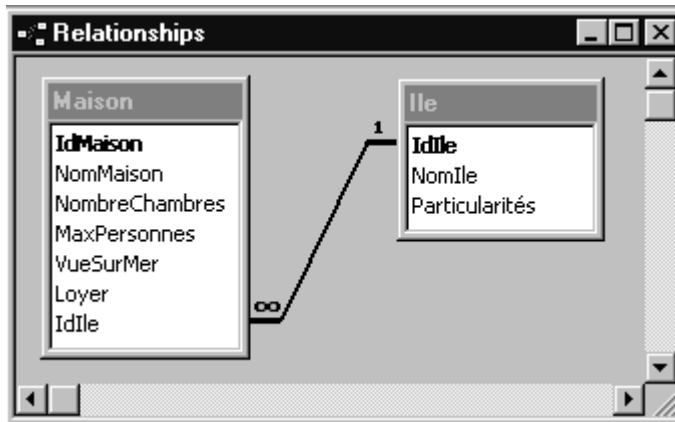 Relationships
Maison
IdMaison
NomMaison
NombreChambres
MaxPersonnes
VueSurMer
Loyer
IdIle
∞
1
Ile
IdIle
NomIle
Particularités